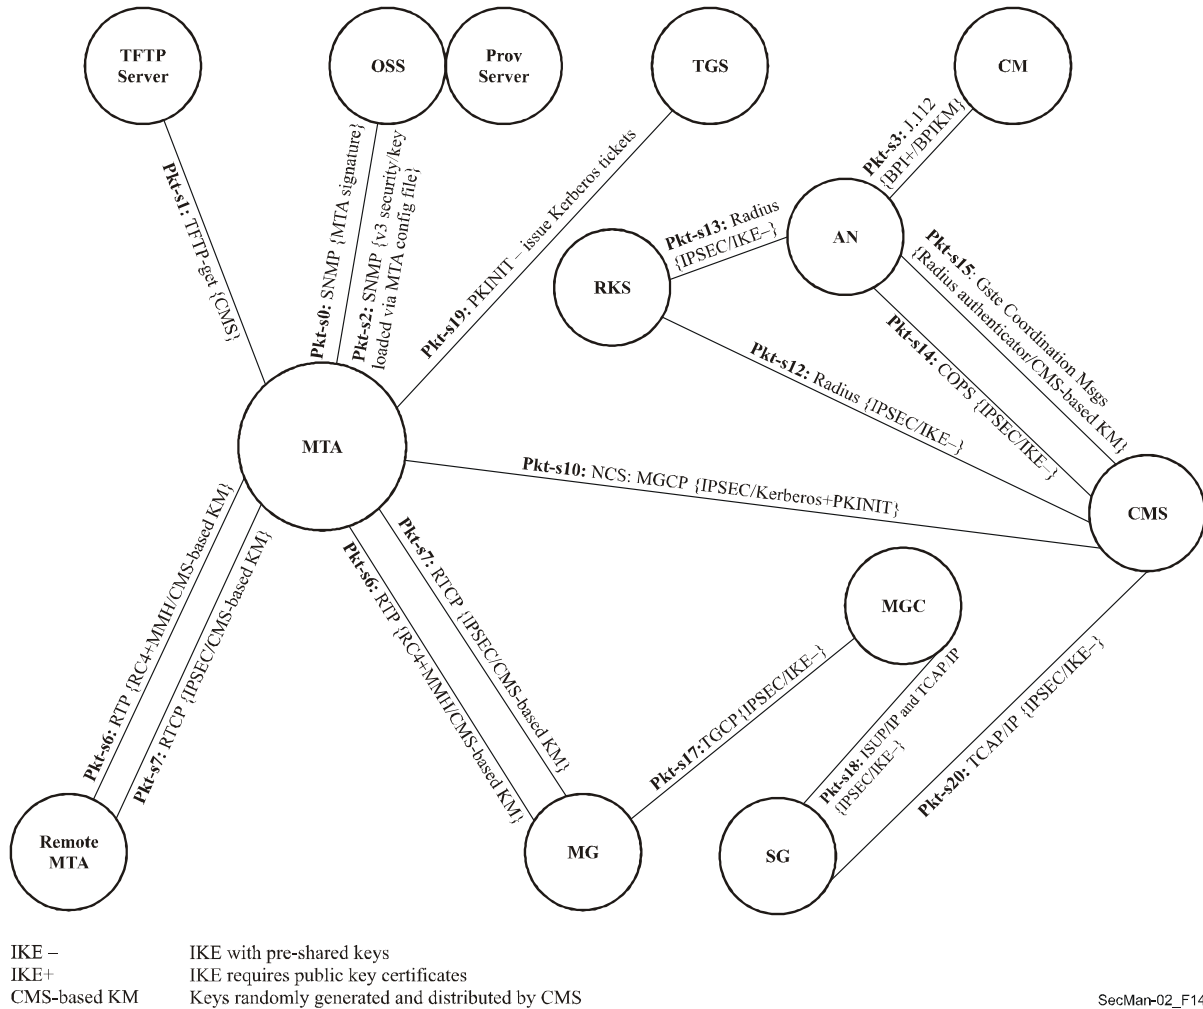 TFTP
Server
OSS
Prov
Server
TGS
CM
Pkt-s1: TFTP-get {CMS}
Pkt-s0: SNMP {MTA signature}
Pkt-s2: SNMP {v3 security/key
loaded via MTA config file}
Pkt-s19: PKINIT – issue Kerberos tickets
Pkt-s3: J.112
{BPI+/BPIKM}
AN
RKS
Pkt-s13: Radius
{IPSEC/IKE–}
Pkt-s15: Gste Coordination Msgs
{Radius authenticator/CMS-based KM}
Pkt-s14: COPS {IPSEC/IKE–}
Pkt-s12: Radius {IPSEC/IKE–}
MTA
Pkt-s10: NCS: MGCP {IPSEC/Kerberos+PKINIT}
CMS
Pkt-s6: RTP {RC4+MMH/CMS-based KM}
Pkt-s7: RTCP {IPSEC/CMS-based KM}
Pkt-s7: RTCP {IPSEC/CMS-based KM}
Pkt-s6: RTP {RC4+MMH/CMS-based KM}
MGC
Pkt-s17:TGCP{IPSEC/IKE–}
Pkt-s18: ISUP/IP and TCAP/IP
{IPSEC/IKE–}
Pkt-s20: TCAP/IP {IPSEC/IKE–}
Remote
MTA
MG
SG
IKE – IKE with pre-shared keys
IKE+ IKE requires public key certificates
CMS-based KM Keys randomly generated and distributed by CMS
SecMan-02_F14